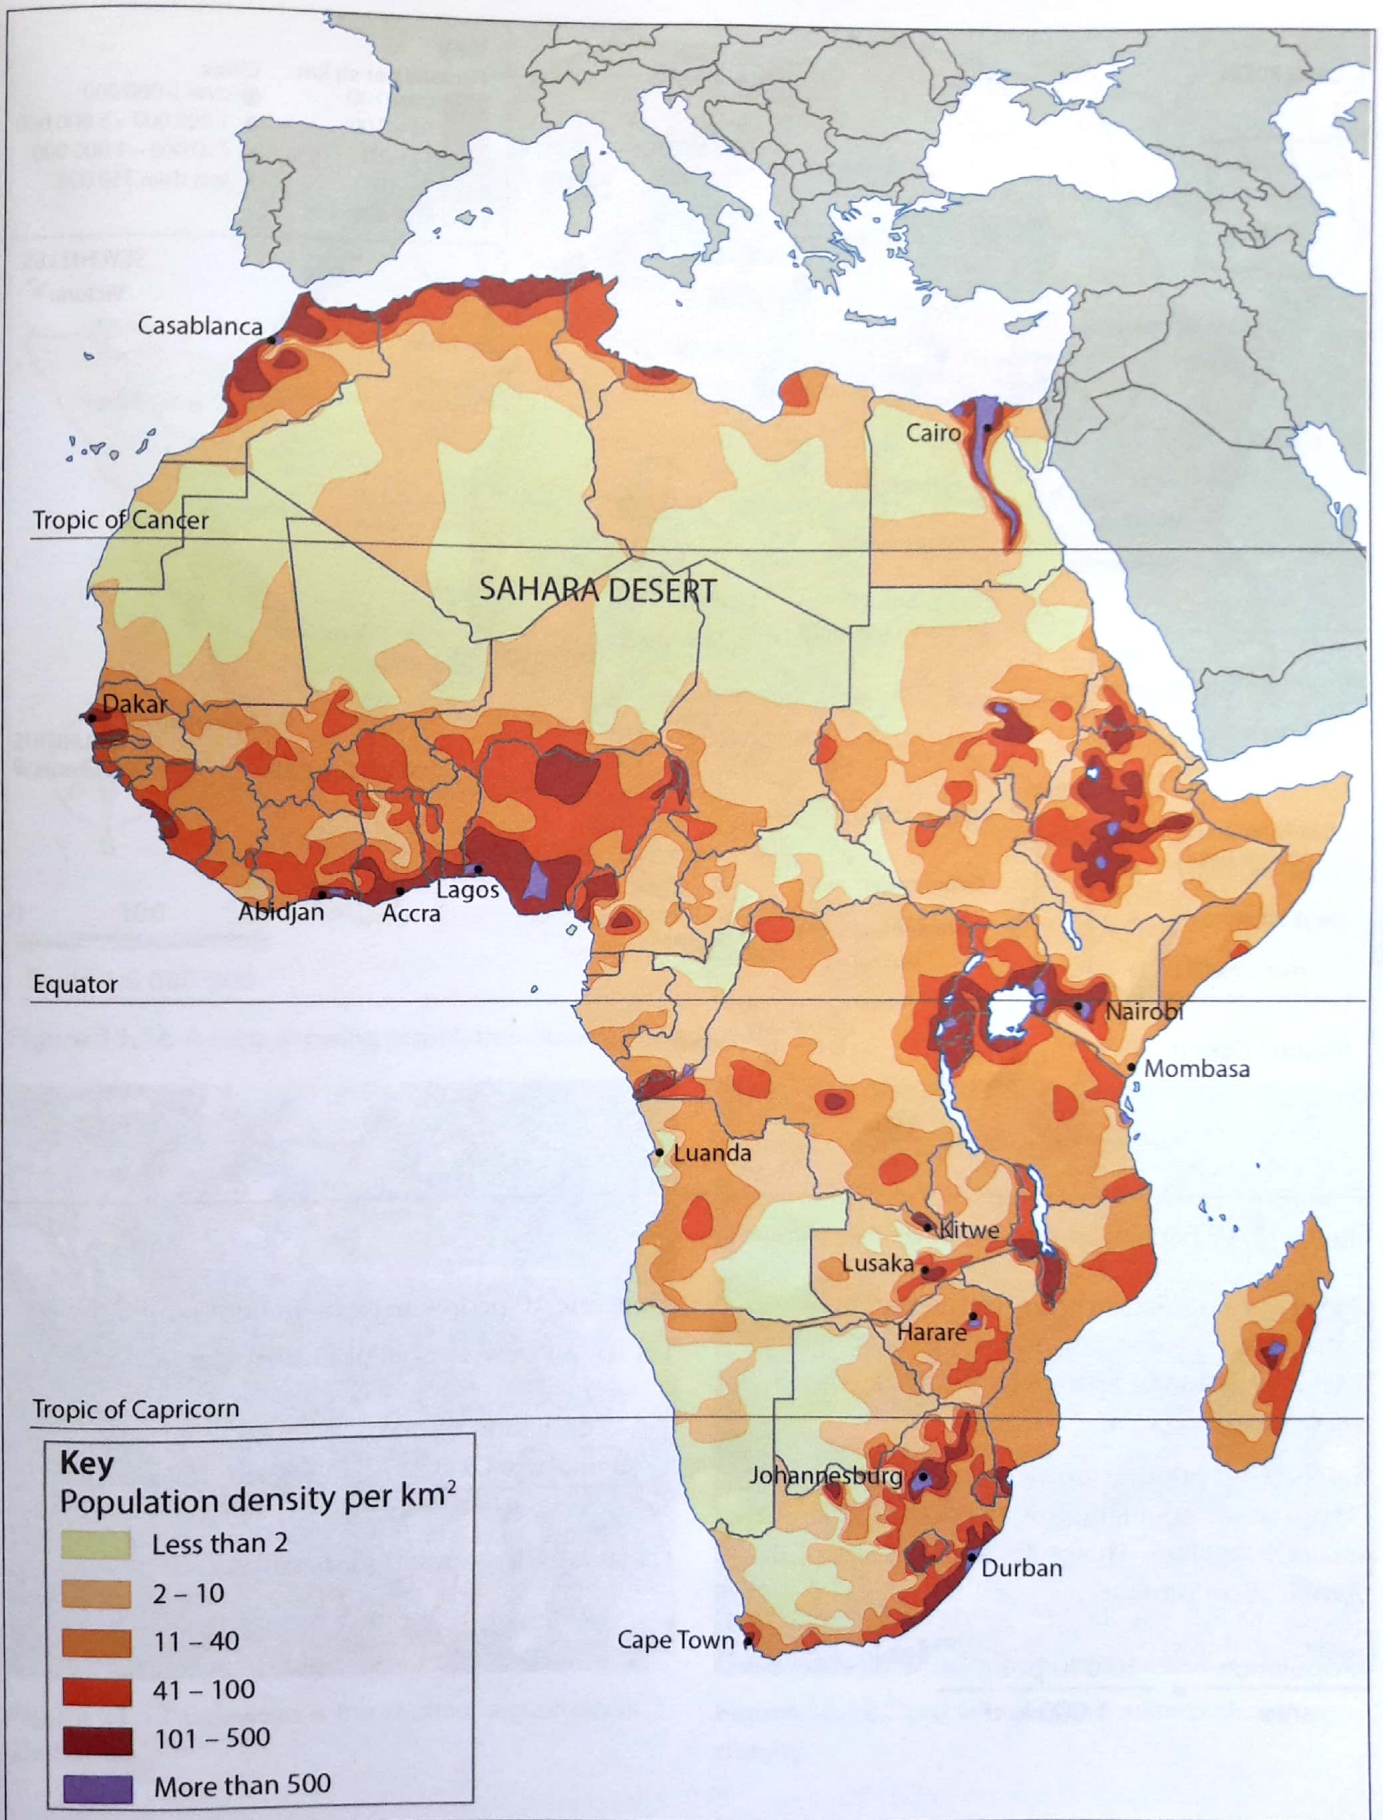 Casablanca
Cairo
Tropic of Cancer
SAHARA DESERT
Dakar
Lagos
Abidjan
Accra
Equator
Nairobi
Mombasa
Luanda
Kitwe
Lusaka
Harare
Tropic of Capricorn
Johannesburg
Durban
Cape Town
Key
Population density per km²
Less than 2
2 – 10
11 – 40
41 – 100
101 – 500
More than 500